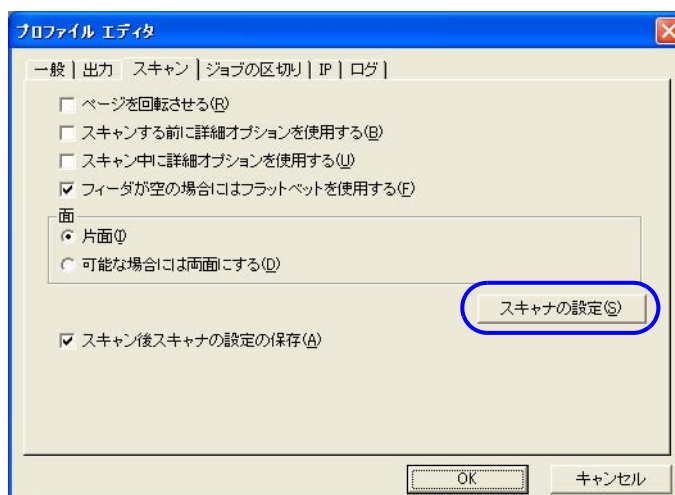 プロファイル エディタ
一般 出力 スキャン ジョブの区切り IP ログ
ページを回転させる(R)
スキャンする前に詳細オプションを使用する(B)
スキャン中に詳細オプションを使用する(U)
フィーダが空の場合にはフラットベットを使用する(F)
面
片面(I)
可能な場合には両面にする(D)
スキャナの設定(S)
スキャン後スキャナの設定の保存(A)
OK キャンセル